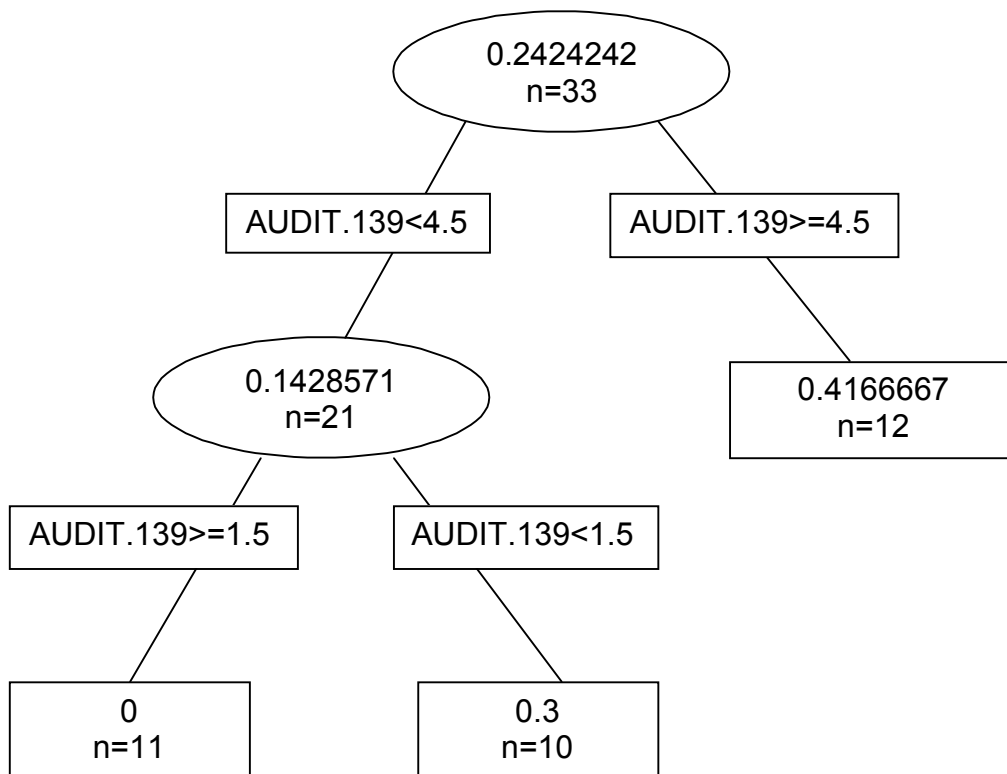 0.2424242
n=33
AUDIT.139<4.5
AUDIT.139>=4.5
0.1428571
n=21
0.4166667
n=12
AUDIT.139>=1.5
AUDIT.139<1.5
0
n=11
0.3
n=10